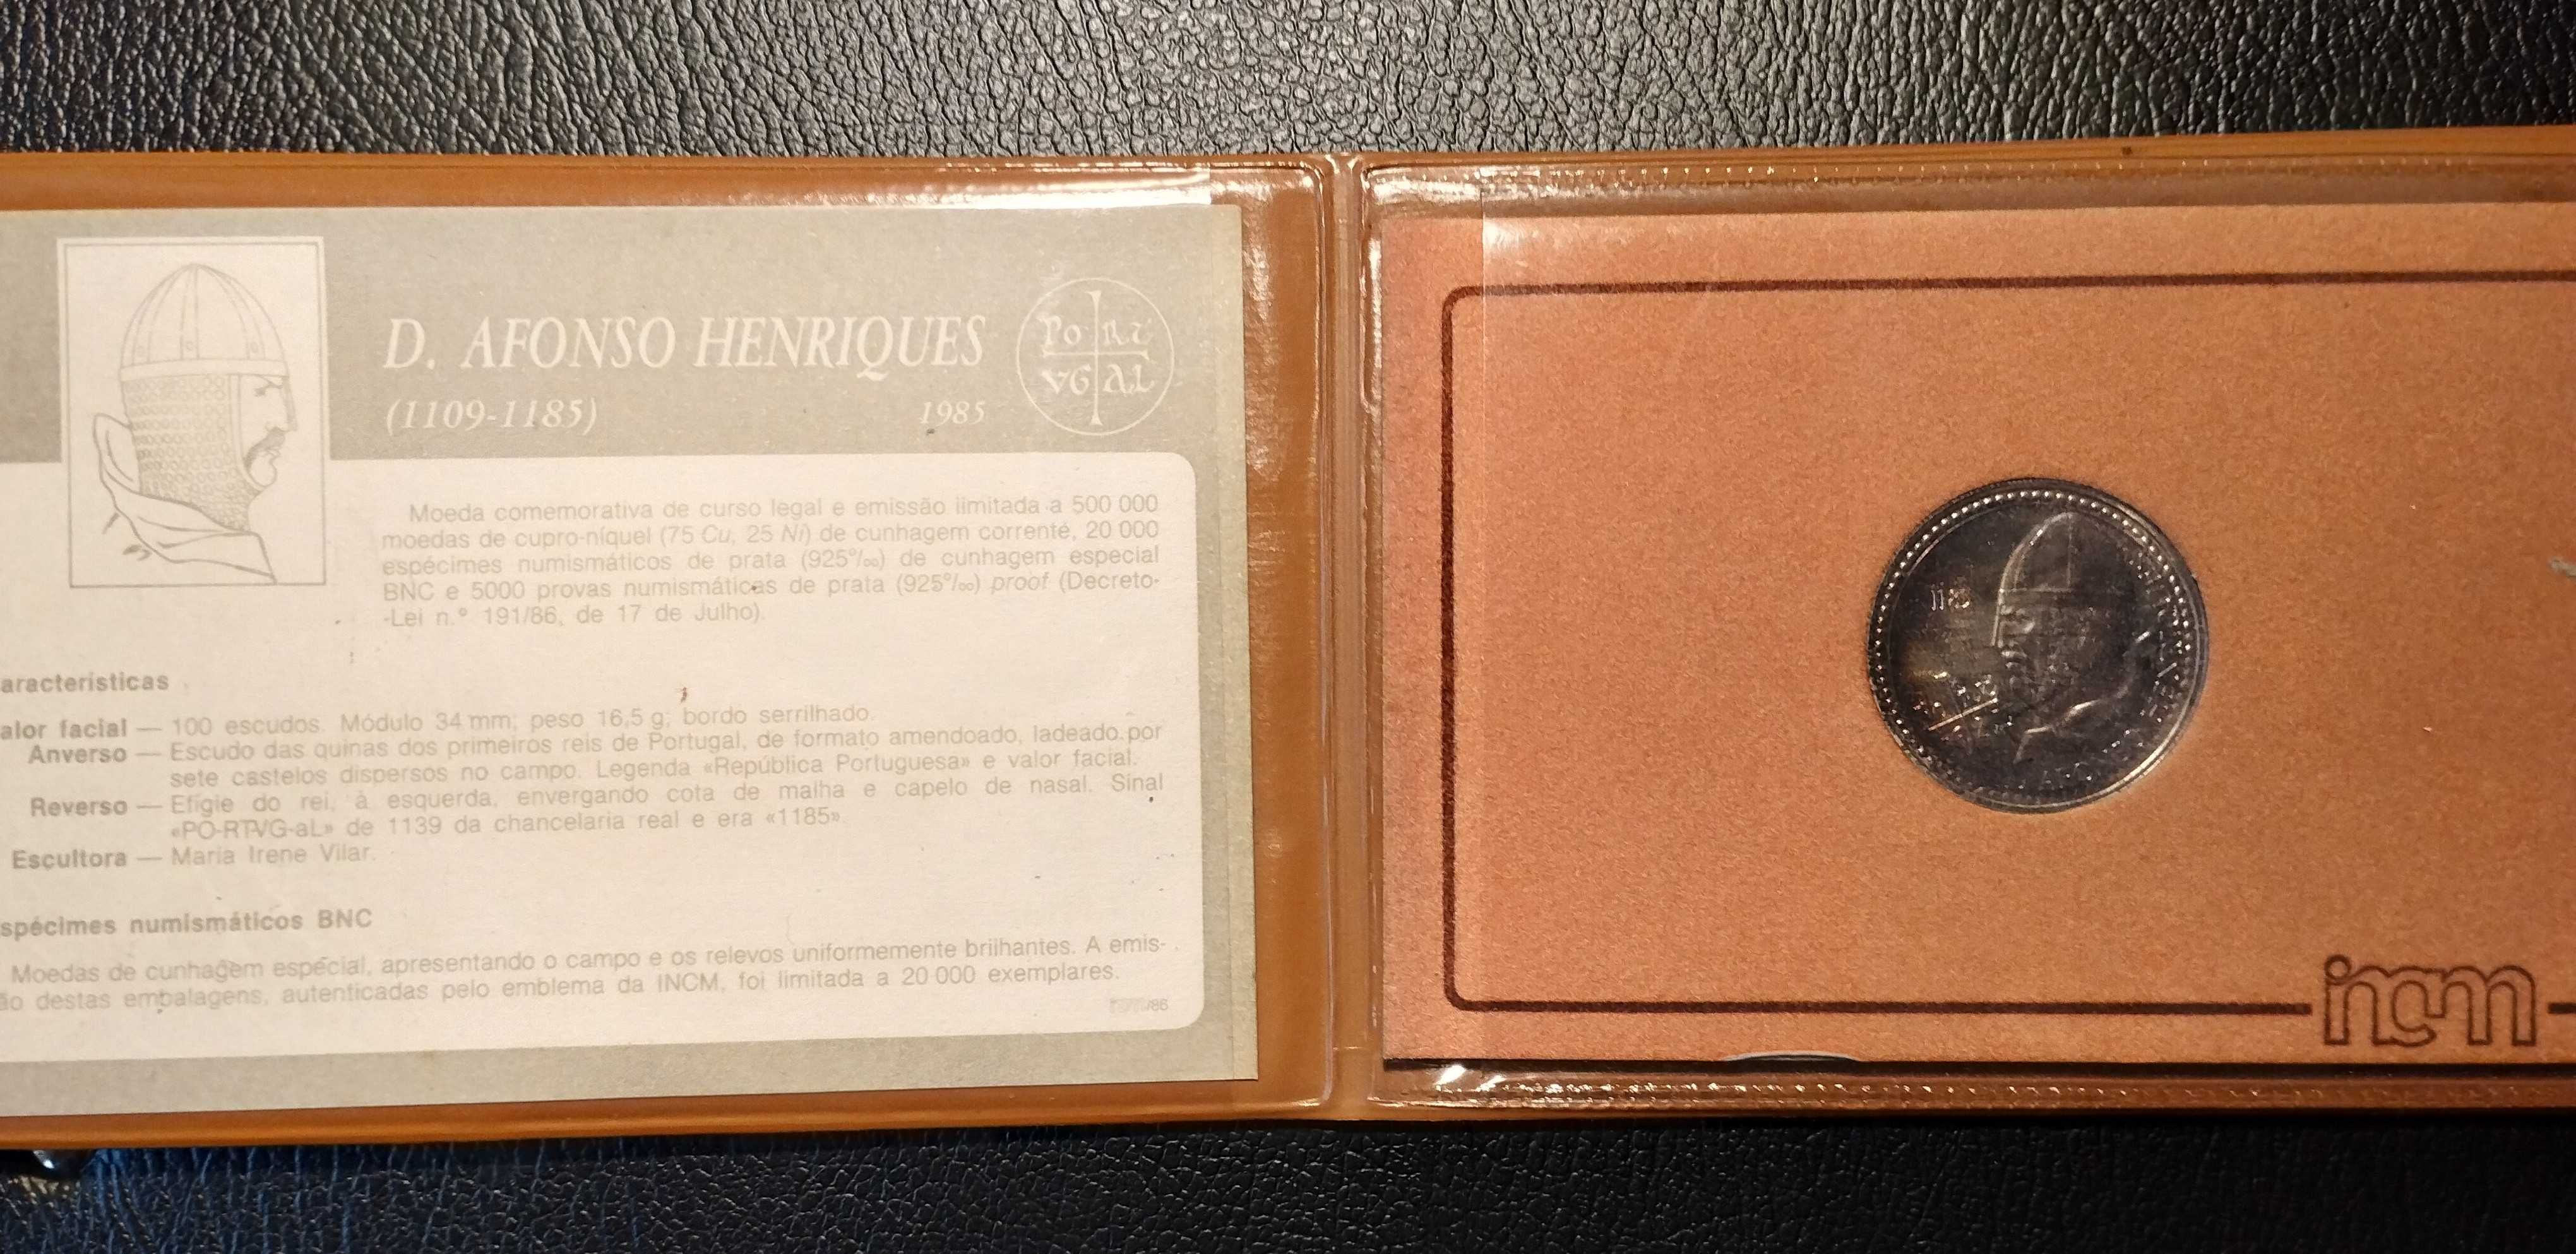 D. AFONSO HENRIQUES
(1109-1185) 1985
PO RT
VG AL
Moeda comemorativa de curso legal e emissão limitada a 500 000
moedas de cupro-níquel (75 Cu, 25 Ni) de cunhagem corrente, 20 000
espécimes numismáticos de prata (925º/₀₀) de cunhagem especial
BNC e 5000 provas numismáticas de prata (925º/₀₀) proof (Decreto-
-Lei n.º 191/86, de 17 de Julho).
aracterísticas
alor facial — 100 escudos. Módulo 34 mm; peso 16,5 g; bordo serrilhado.
Anverso — Escudo das quinas dos primeiros reis de Portugal, de formato amendoado, ladeado por
sete castelos dispersos no campo. Legenda «República Portuguesa» e valor facial.
Reverso — Efígie do rei, à esquerda, envergando cota de malha e capelo de nasal. Sinal
«PO-RTVG-aL» de 1139 da chancelaria real e era «1185»
Escultora — Maria Irene Vilar.
spécimes numismáticos BNC
Moedas de cunhagem especial, apresentando o campo e os relevos uniformemente brilhantes. A emis-
ão destas embalagens, autenticadas pelo emblema da INCM, foi limitada a 20 000 exemplares.
/86
1185
incm